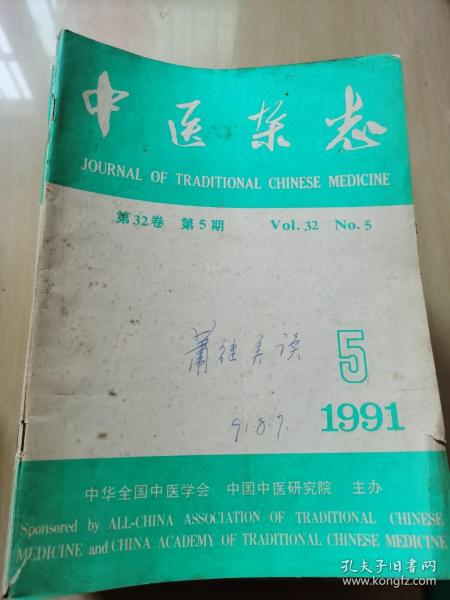 中医杂志
JOURNAL OF TRADITIONAL CHINESE MEDICINE
第32卷 第5期 Vol. 32 No. 5
5
读
91.8.7.
1991
中华全国中医学会 中国中医研究院 主办
Sponsored by ALL-CHINA ASSOCIATION OF TRADITIONAL CHINESE
MEDICINE and CHINA ACADEMY OF TRADITIONAL CHINESE MEDICINE
孔夫子旧书网
www.kongfz.com